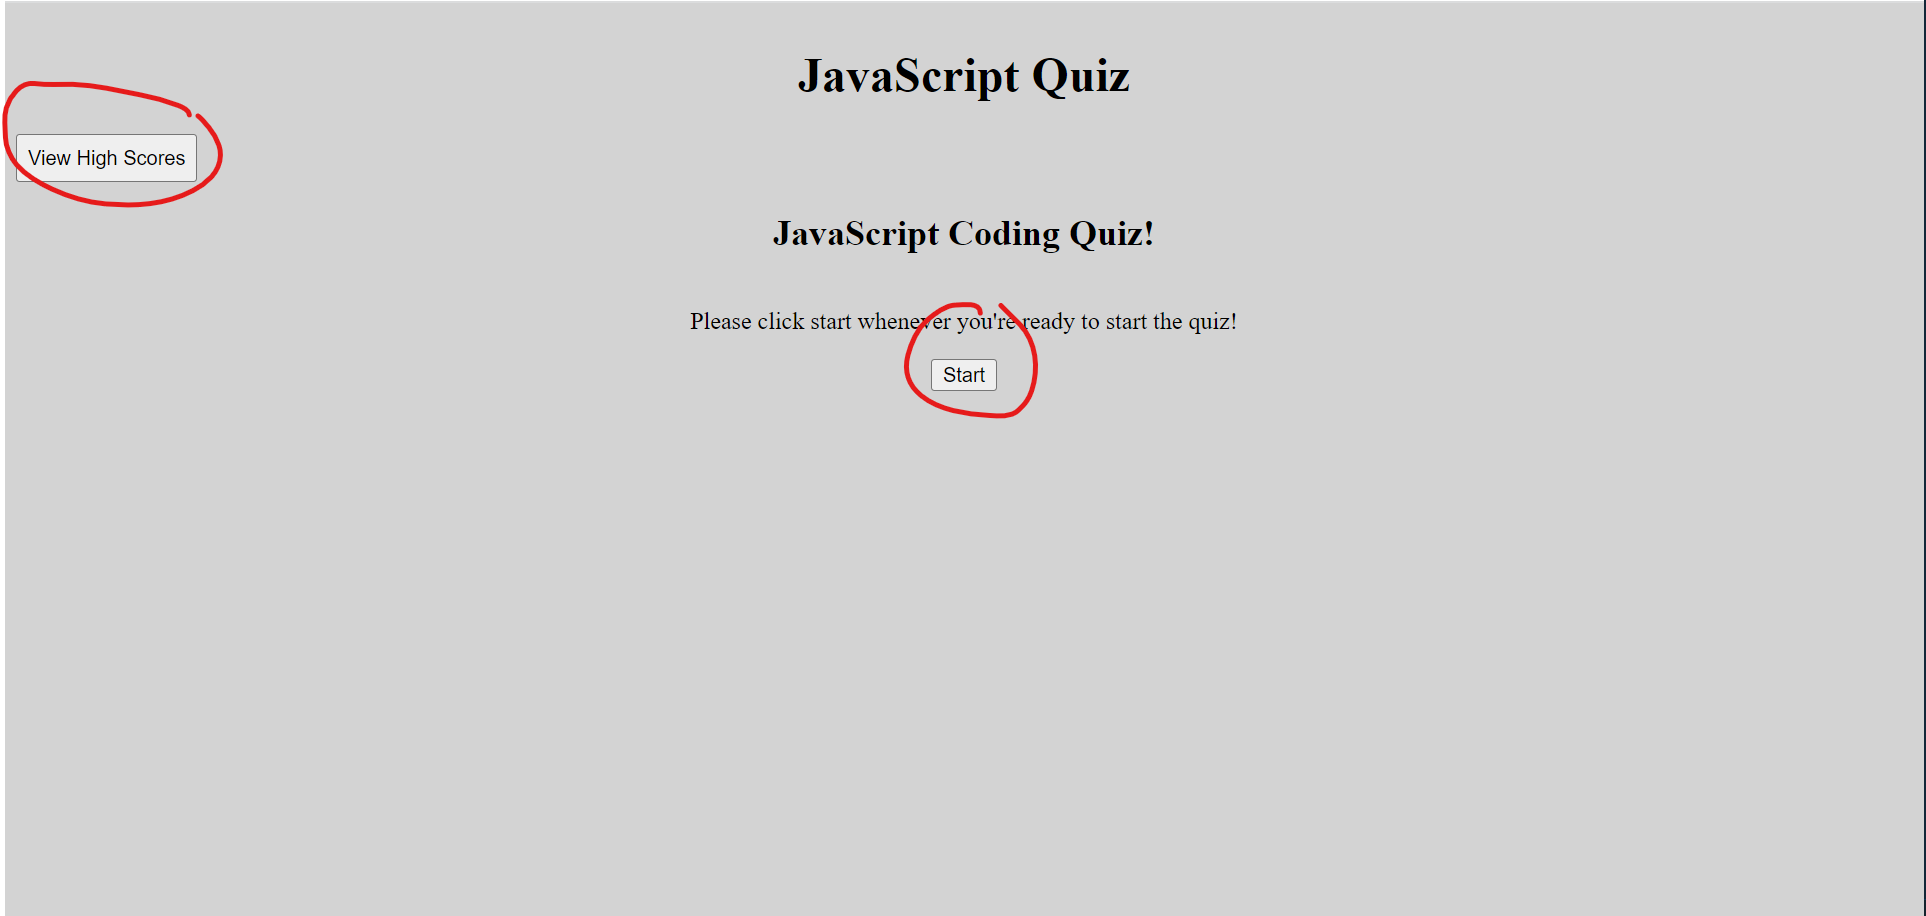 JavaScript Quiz
View High Scores
JavaScript Coding Quiz!
Please click start whenever you're ready to start the quiz!
Start